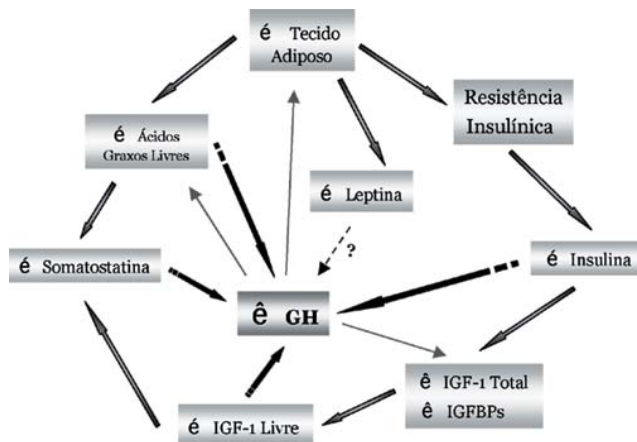 é Tecido
Adiposo
Resistência
Insulínica
é Ácidos
Graxos Livres
é Leptina
?
é Somatostatina
é Insulina
ê GH
ê IGF-1 Total
ê IGFBPs
é IGF-1 Livre